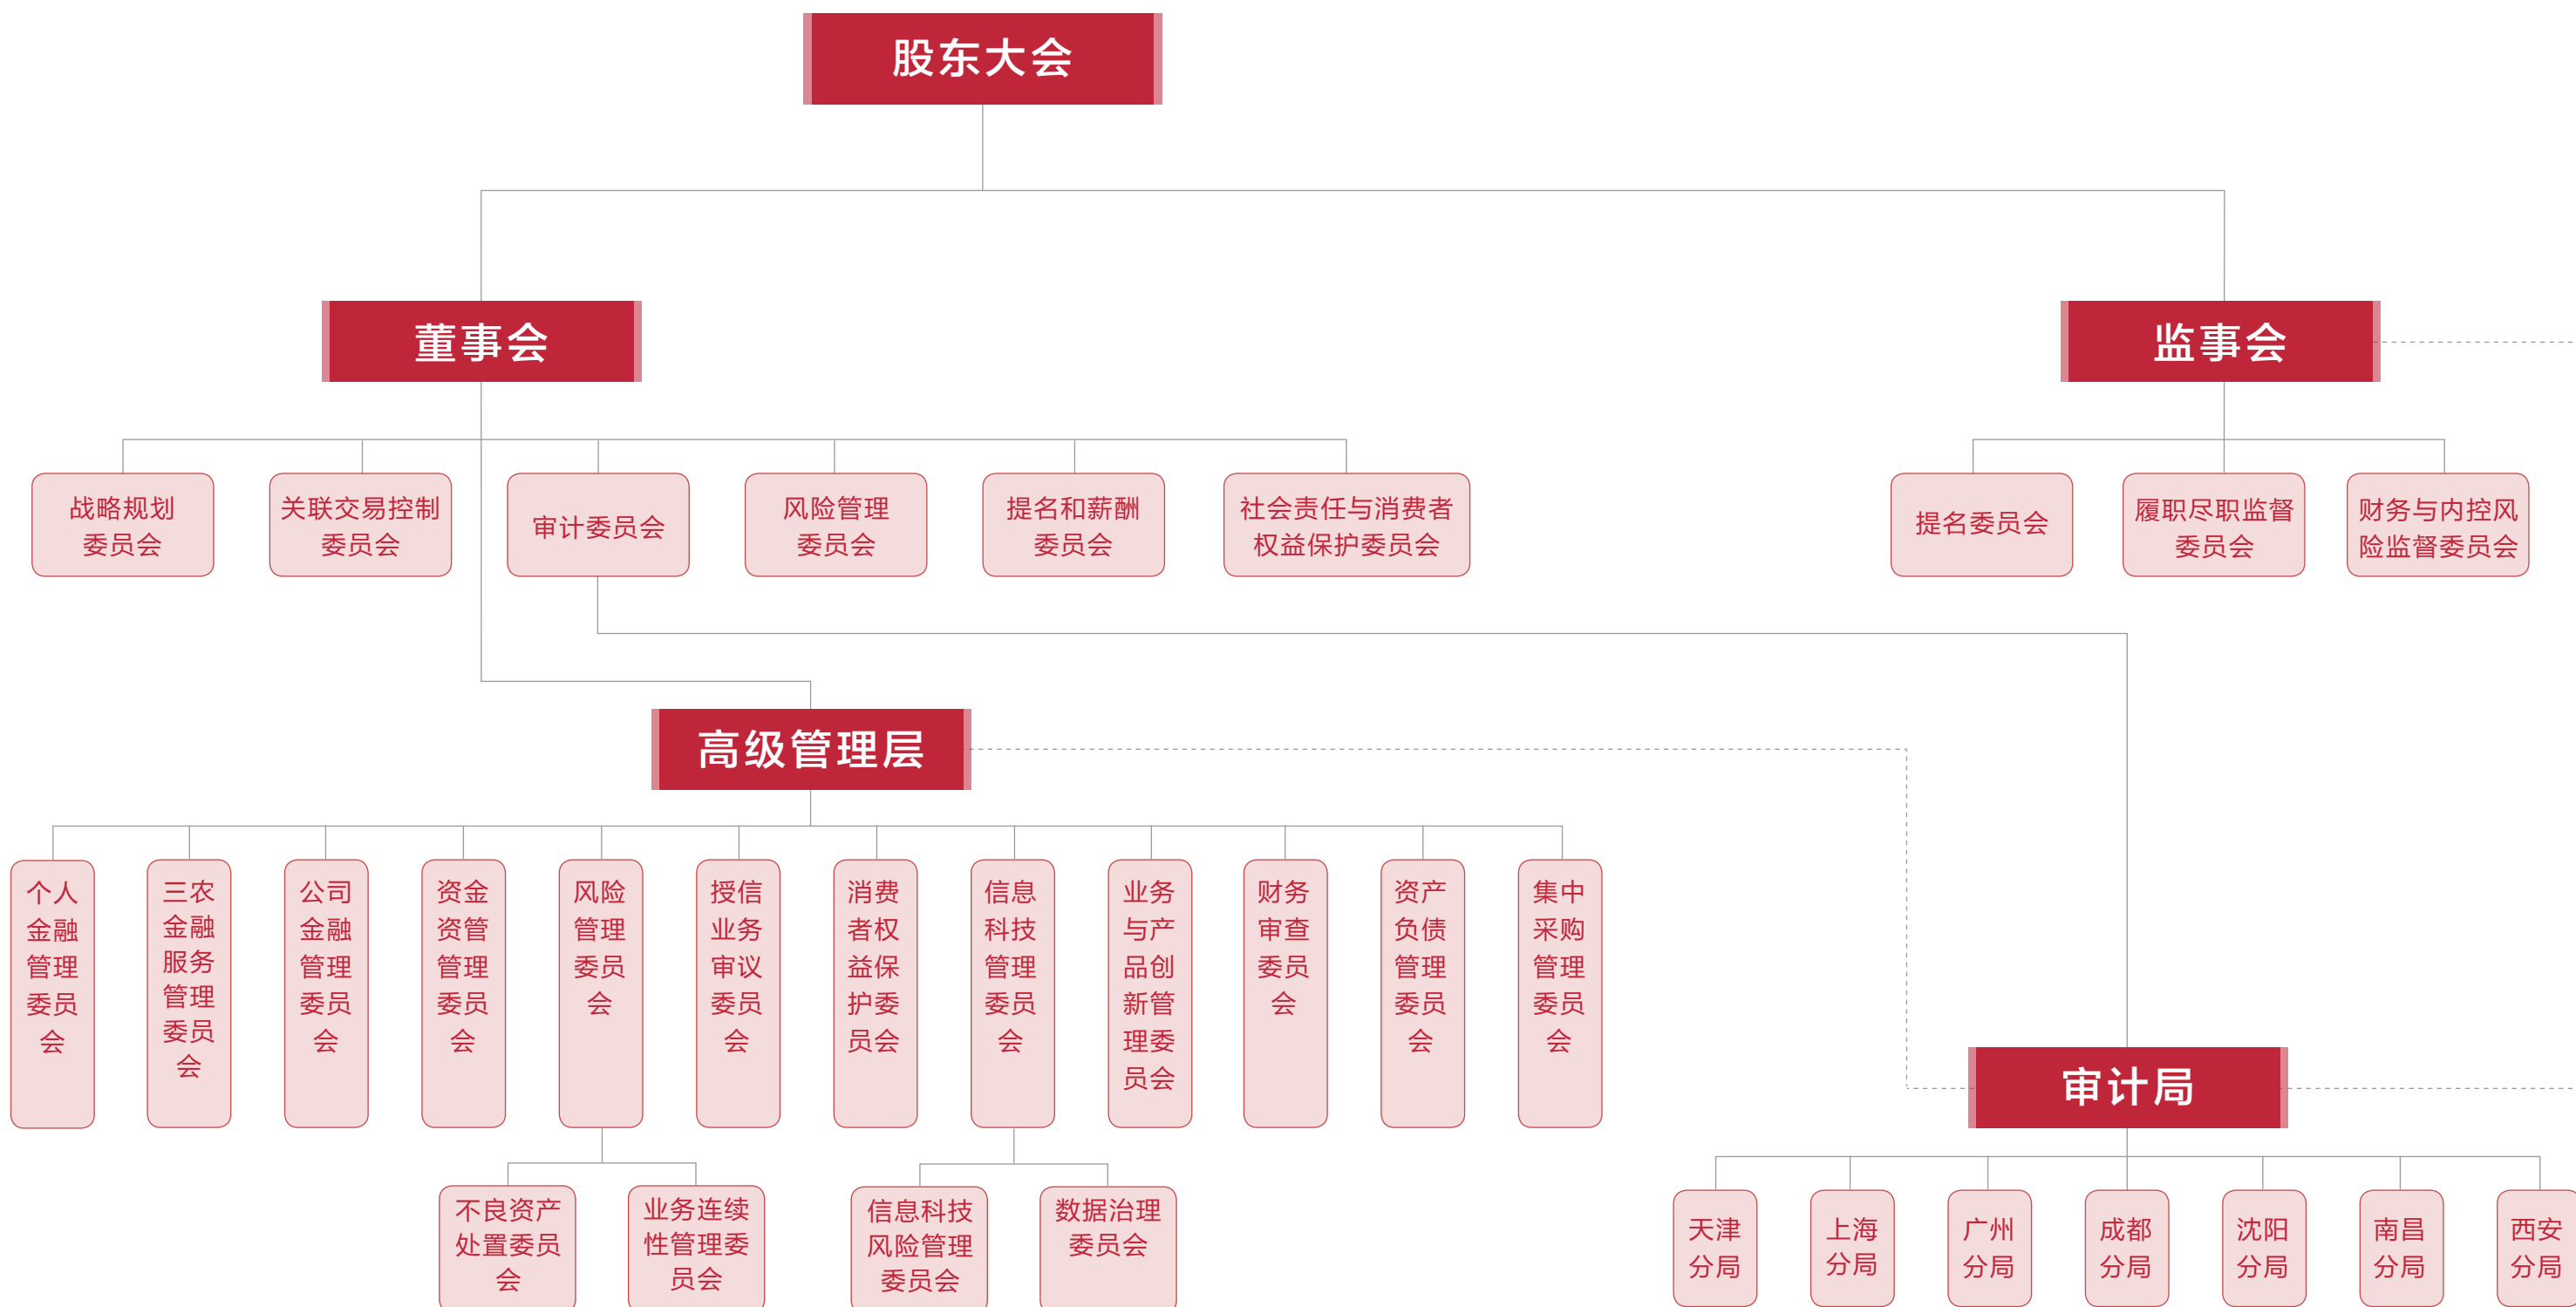 股东大会
董事会
监事会
战略规划
委员会
关联交易控制
委员会
审计委员会
风险管理
委员会
提名和薪酬
委员会
社会责任与消费者
权益保护委员会
提名委员会
履职尽职监督
委员会
财务与内控风
险监督委员会
高级管理层
个人
金融
管理
委员
会
三农
金融
服务
管理
委员
会
公司
金融
管理
委员
会
资金
资管
管理
委员
会
风险
管理
委员
会
授信
业务
审议
委员
会
消费
者权
益保
护委
员会
信息
科技
管理
委员
会
业务
与产
品创
新管
理委
员会
财务
审查
委员
会
资产
负债
管理
委员
会
集中
采购
管理
委员
会
审计局
不良资产
处置委员
会
业务连续
性管理委
员会
信息科技
风险管理
委员会
数据治理
委员会
天津
分局
上海
分局
广州
分局
成都
分局
沈阳
分局
南昌
分局
西安
分局